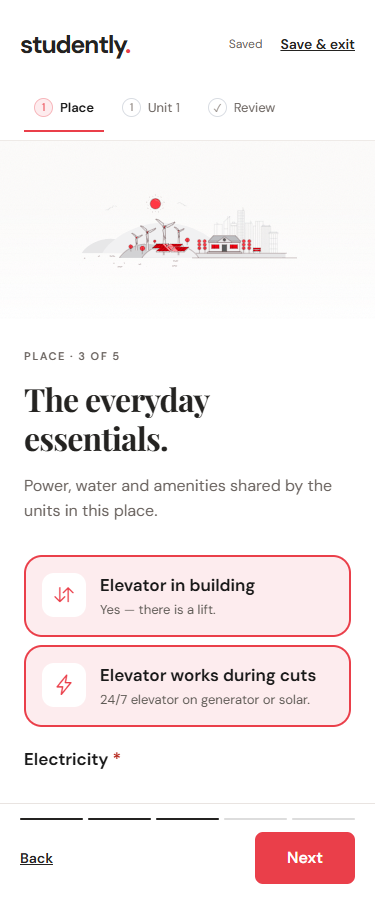 studently.
Saved
Save & exit
1 Place
1 Unit 1
✓ Review
PLACE · 3 OF 5
The everyday
essentials.
Power, water and amenities shared by the
units in this place.
Elevator in building
Yes — there is a lift.
Elevator works during cuts
24/7 elevator on generator or solar.
Electricity *
Back
Next